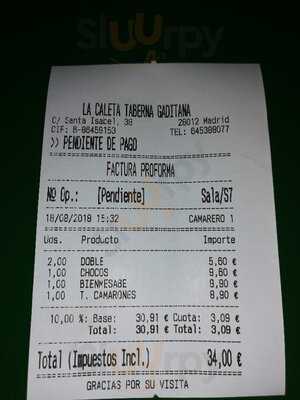 Sluurpy
LA CALETA TABERNA GADITANA
C/ Santa Isabel, 38 28012 Madrid
CIF: B-86459153 TEL: 645388077
>> PENDIENTE DE PAGO
FACTURA PROFORMA
Nº Op.: [Pendiente] Sala/S7
18/08/2018 15:32 CAMARERO 1
Uds. Producto Importe
2,00 DOBLE 5,60 €
1,00 CHOCOS 9,60 €
1,00 BIENMESABE 9,90 €
1,00 T. CAMARONES 8,90 €
10,00 %: Base: 30,91 € Cuota: 3,09 €
Total: 30,91 € Total: 3,09 €
Total (Impuestos Incl.) 34,00 €
GRACIAS POR SU VISITA